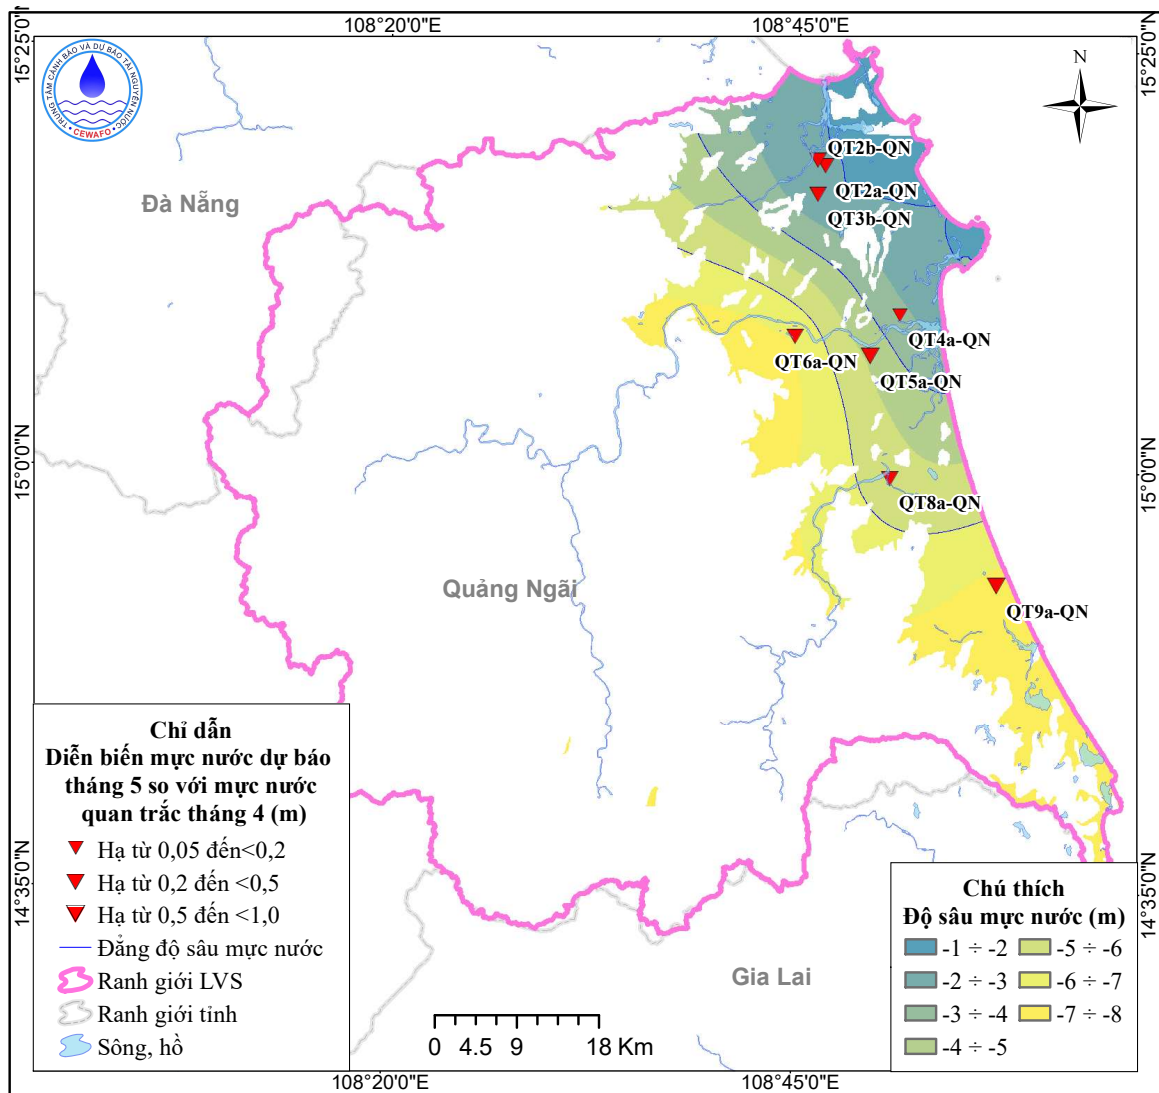 108°20'0"E
108°45'0"E
15°25'0"N
15°25'0"N
TRUNG TÂM CẢNH BÁO VÀ DỰ BÁO TÀI NGUYÊN NƯỚC
• CEWAFO •
N
Đà Nẵng
QT2b-QN
QT2a-QN
QT3b-QN
QT4a-QN
QT6a-QN
QT5a-QN
15°0'0"N
15°0'0"N
QT8a-QN
Quảng Ngãi
QT9a-QN
Chỉ dẫn
Diễn biến mực nước dự báo
tháng 5 so với mực nước
quan trắc tháng 4 (m)
Hạ từ 0,05 đến<0,2
Hạ từ 0,2 đến <0,5
Hạ từ 0,5 đến <1,0
Đẳng độ sâu mực nước
Ranh giới LVS
Ranh giới tỉnh
Sông, hồ
14°35'0"N
14°35'0"N
Gia Lai
0 4.5 9 18 Km
Chú thích
Độ sâu mực nước (m)
-1 ÷ -2
-2 ÷ -3
-3 ÷ -4
-4 ÷ -5
-5 ÷ -6
-6 ÷ -7
-7 ÷ -8
108°20'0"E
108°45'0"E